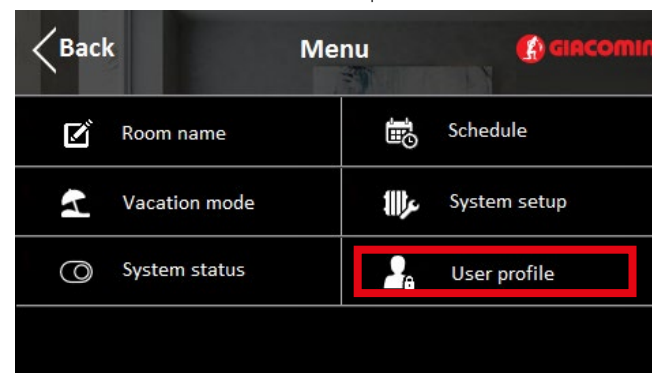 Back
Menu
GIACOMIN
Room name
Schedule
Vacation mode
System setup
System status
User profile